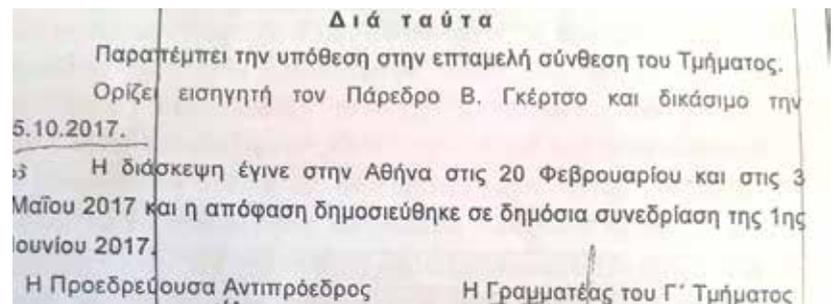 Διά ταύτα
Παραπέμπει την υπόθεση στην επταμελή σύνθεση του Τμήματος.
Ορίζει εισηγητή τον Πάρεδρο Β. Γκέρτσο και δικάσιμο την
5.10.2017.
Η διάσκεψη έγινε στην Αθήνα στις 20 Φεβρουαρίου και στις 3
Μαΐου 2017 και η απόφαση δημοσιεύθηκε σε δημόσια συνεδρίαση της 1ης
Ιουνίου 2017.
Η Προεδρεύουσα Αντιπρόεδρος Η Γραμματέας του Γ΄ Τμήματος